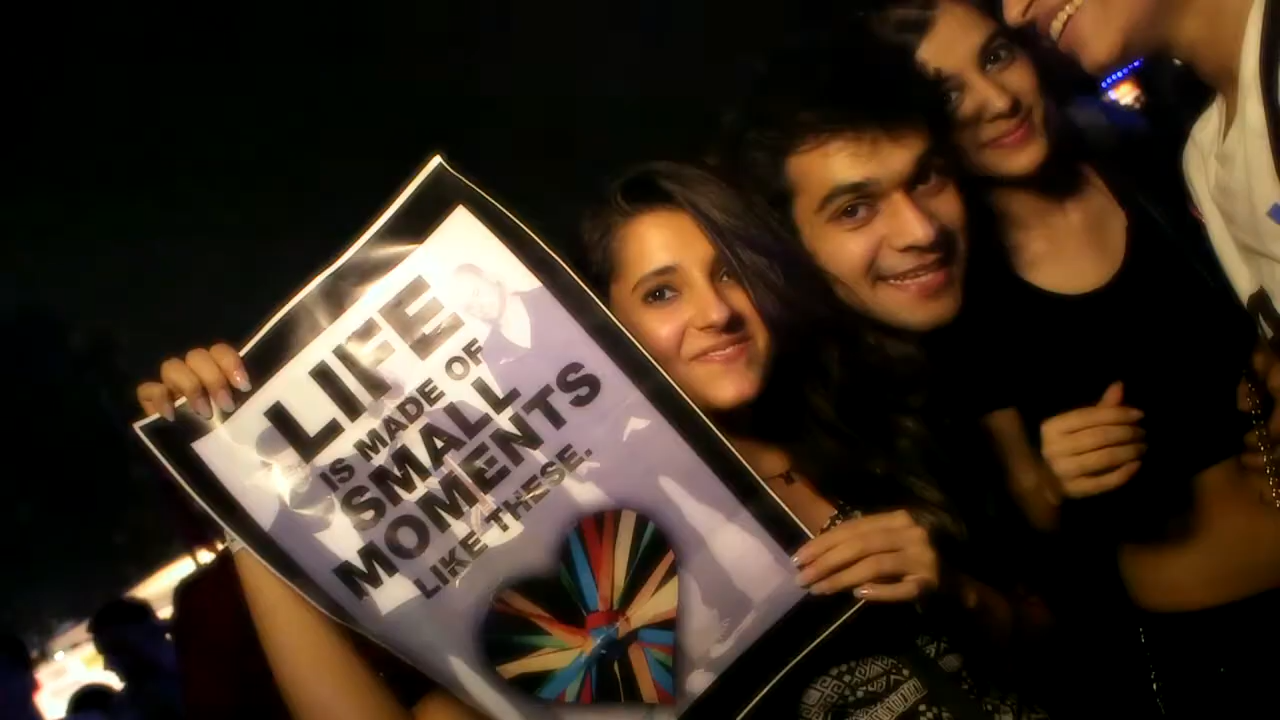 LIFE
IS MADE OF
SMALL
MOMENTS
LIKE THESE.